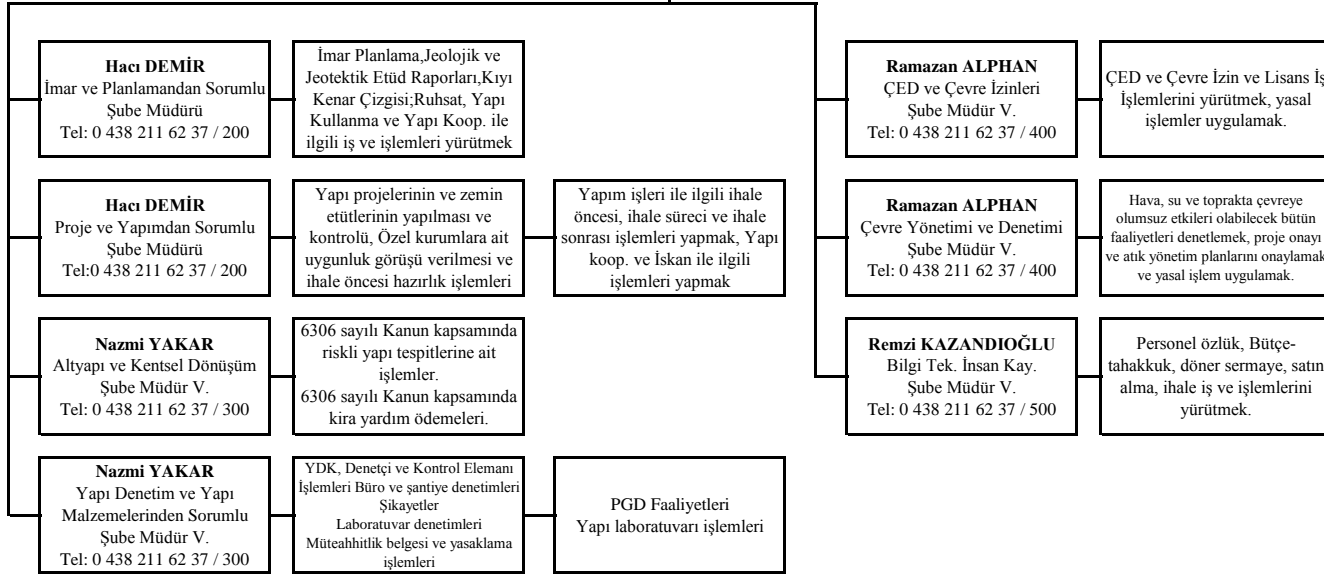 Hacı DEMİR
İmar ve Planlamandan Sorumlu
Şube Müdürü
Tel: 0 438 211 62 37 / 200
İmar Planlama,Jeolojik ve
Jeotektik Etüd Raporları,Kıyı
Kenar Çizgisi;Ruhsat, Yapı
Kullanma ve Yapı Koop. ile
ilgili iş ve işlemleri yürütmek
Ramazan ALPHAN
ÇED ve Çevre İzinleri
Şube Müdür V.
Tel: 0 438 211 62 37 / 400
ÇED ve Çevre İzin ve Lisans İş
İşlemlerini yürütmek, yasal
işlemler uygulamak.
Hacı DEMİR
Proje ve Yapımdan Sorumlu
Şube Müdürü
Tel:0 438 211 62 37 / 200
Yapı projelerinin ve zemin
etütlerinin yapılması ve
kontrolü, Özel kurumlara ait
uygunluk görüşü verilmesi ve
ihale öncesi hazırlık işlemleri
Yapım işleri ile ilgili ihale
öncesi, ihale süreci ve ihale
sonrası işlemleri yapmak, Yapı
koop. ve İskan ile ilgili
işlemleri yapmak
Ramazan ALPHAN
Çevre Yönetimi ve Denetimi
Şube Müdür V.
Tel: 0 438 211 62 37 / 400
Hava, su ve toprakta çevreye
olumsuz etkileri olabilecek bütün
faaliyetleri denetlemek, proje onayı
ve atık yönetim planlarını onaylamak
ve yasal işlem uygulamak.
Nazmi YAKAR
Altyapı ve Kentsel Dönüşüm
Şube Müdür V.
Tel: 0 438 211 62 37 / 300
6306 sayılı Kanun kapsamında
riskli yapı tespitlerine ait
işlemler.
6306 sayılı Kanun kapsamında
kira yardım ödemeleri.
Remzi KAZANDIOĞLU
Bilgi Tek. İnsan Kay.
Şube Müdür V.
Tel: 0 438 211 62 37 / 500
Personel özlük, Bütçe-
tahakkuk, döner sermaye, satın
alma, ihale iş ve işlemlerini
yürütmek.
Nazmi YAKAR
Yapı Denetim ve Yapı
Malzemelerinden Sorumlu
Şube Müdür V.
Tel: 0 438 211 62 37 / 300
YDK, Denetçi ve Kontrol Elemanı
İşlemleri Büro ve şantiye denetimleri
Şikayetler
Laboratuvar denetimleri
Müteahhitlik belgesi ve yasaklama
işlemleri
PGD Faaliyetleri
Yapı laboratuvarı işlemleri